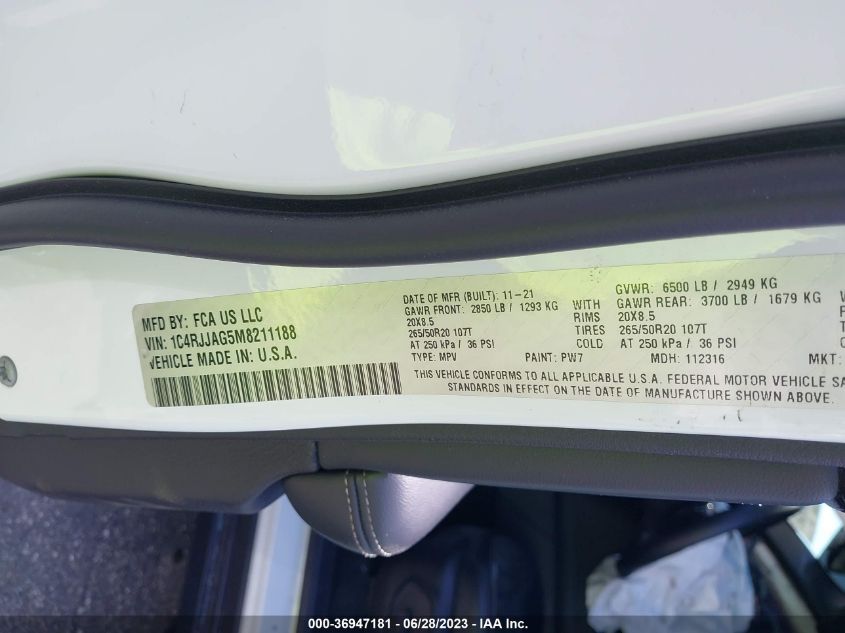 MFD BY: FCA US LLC
VIN: 1C4RJJAG5M8211188
VEHICLE MADE IN: U.S.A.
DATE OF MFR (BUILT): 11-21
GVWR: 6500 LB / 2949 KG
GAWR FRONT: 2850 LB / 1293 KG WITH GAWR REAR: 3700 LB / 1679 KG
20X8.5 RIMS 20X8.5
265/50R20 107T TIRES 265/50R20 107T
AT 250 kPa / 36 PSI COLD AT 250 kPa / 36 PSI
TYPE: MPV PAINT: PW7 MDH: 112316 MKT:
THIS VEHICLE CONFORMS TO ALL APPLICABLE U.S.A. FEDERAL MOTOR VEHICLE SA
STANDARDS IN EFFECT ON THE DATE OF MANUFACTURE SHOWN ABOVE.
000-36947181 - 06/28/2023 - IAA Inc.